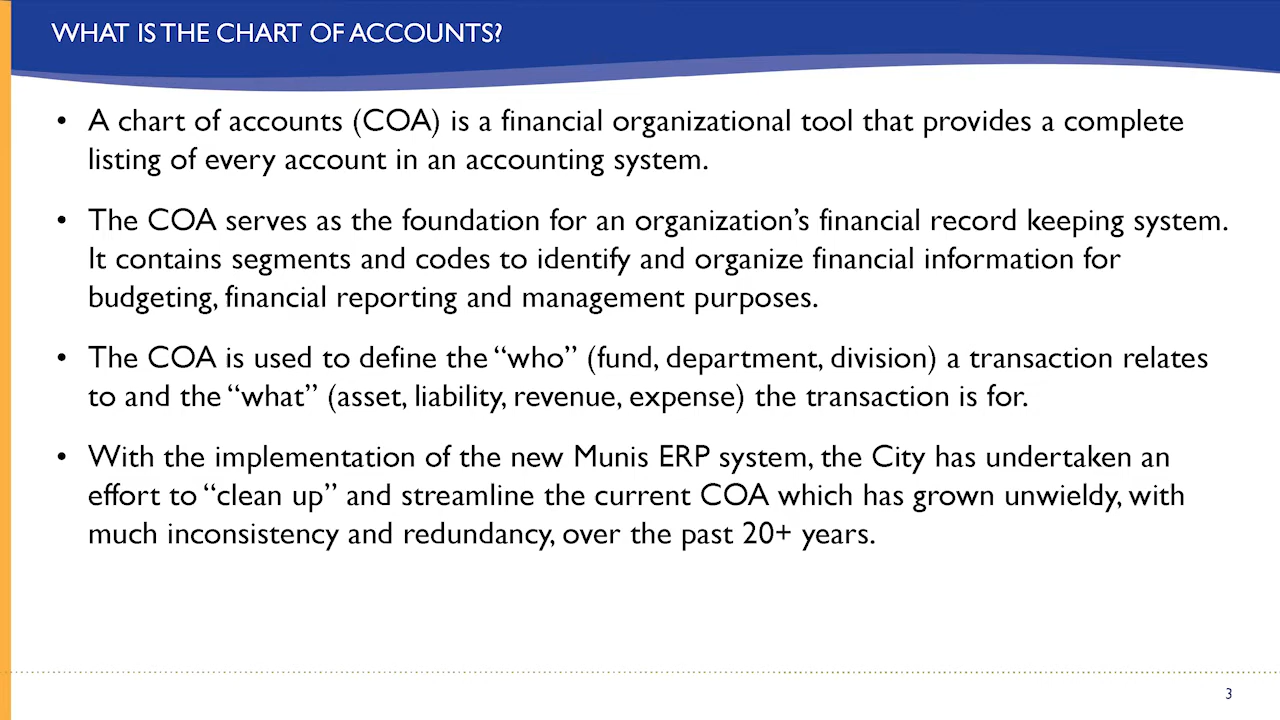 WHAT IS THE CHART OF ACCOUNTS?
• A chart of accounts (COA) is a financial organizational tool that provides a complete
listing of every account in an accounting system.
• The COA serves as the foundation for an organization’s financial record keeping system.
It contains segments and codes to identify and organize financial information for
budgeting, financial reporting and management purposes.
• The COA is used to define the “who” (fund, department, division) a transaction relates
to and the “what” (asset, liability, revenue, expense) the transaction is for.
• With the implementation of the new Munis ERP system, the City has undertaken an
effort to “clean up” and streamline the current COA which has grown unwieldy, with
much inconsistency and redundancy, over the past 20+ years.
3